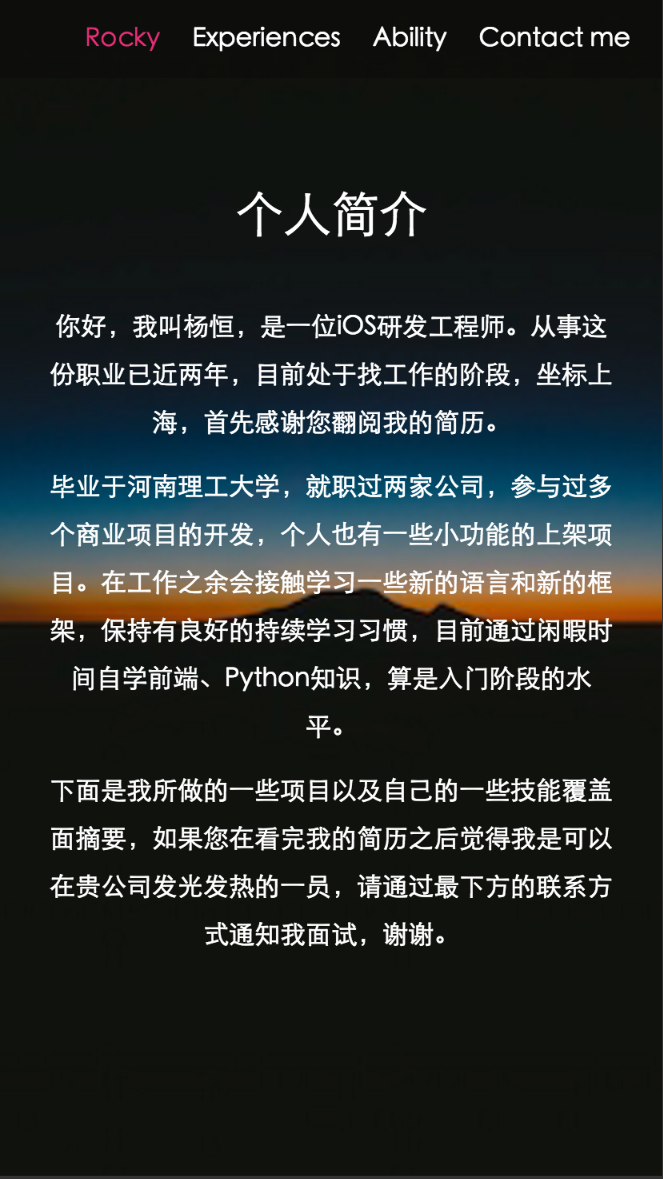 Rocky Experiences Ability Contact me
个人简介
你好，我叫杨恒，是一位iOS研发工程师。从事这
份职业已近两年，目前处于找工作的阶段，坐标上
海，首先感谢您翻阅我的简历。
毕业于河南理工大学，就职过两家公司，参与过多
个商业项目的开发，个人也有一些小功能的上架项
目。在工作之余会接触学习一些新的语言和新的框
架，保持有良好的持续学习习惯，目前通过闲暇时
间自学前端、Python知识，算是入门阶段的水
平。
下面是我所做的一些项目以及自己的一些技能覆盖
面摘要，如果您在看完我的简历之后觉得我是可以
在贵公司发光发热的一员，请通过最下方的联系方
式通知我面试，谢谢。